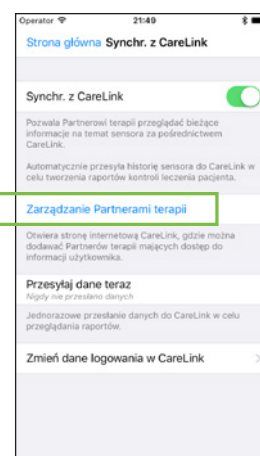 Operator 21:49
Strona główna Synchr. z CareLink
Synchr. z CareLink
Pozwala Partnerowi terapii przeglądać bieżące
informacje na temat sensora za pośrednictwem
CareLink.
Automatycznie przesyła historię sensora do CareLink w
celu tworzenia raportów kontroli leczenia pacjenta.
Zarządzanie Partnerami terapii
Otwiera stronę internetową CareLink, gdzie można
dodawać Partnerów terapii mających dostęp do
informacji użytkownika.
Przesyłaj dane teraz
Nigdy nie przesłano danych
Jednorazowe przesłanie danych do CareLink w celu
przeglądania raportów.
Zmień dane logowania w CareLink